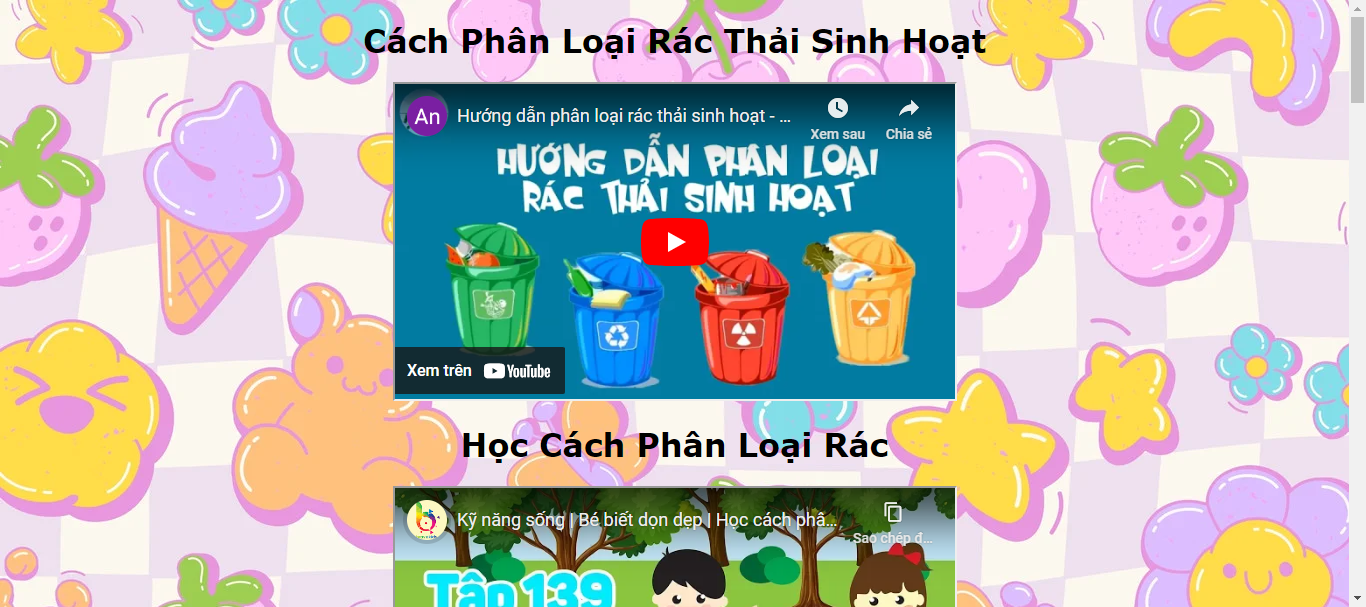 Cách Phân Loại Rác Thải Sinh Hoạt
An
Hướng dẫn phân loại rác thải sinh hoạt - ...
Xem sau
Chia sẻ
HƯỚNG DẪN PHÂN LOẠI
RÁC THẢI SINH HOẠT
Xem trên YouTube
Học Cách Phân Loại Rác
Kỹ năng sống | Bé biết dọn dẹp | Học cách phâ...
Sao chép đ...
Tập 139